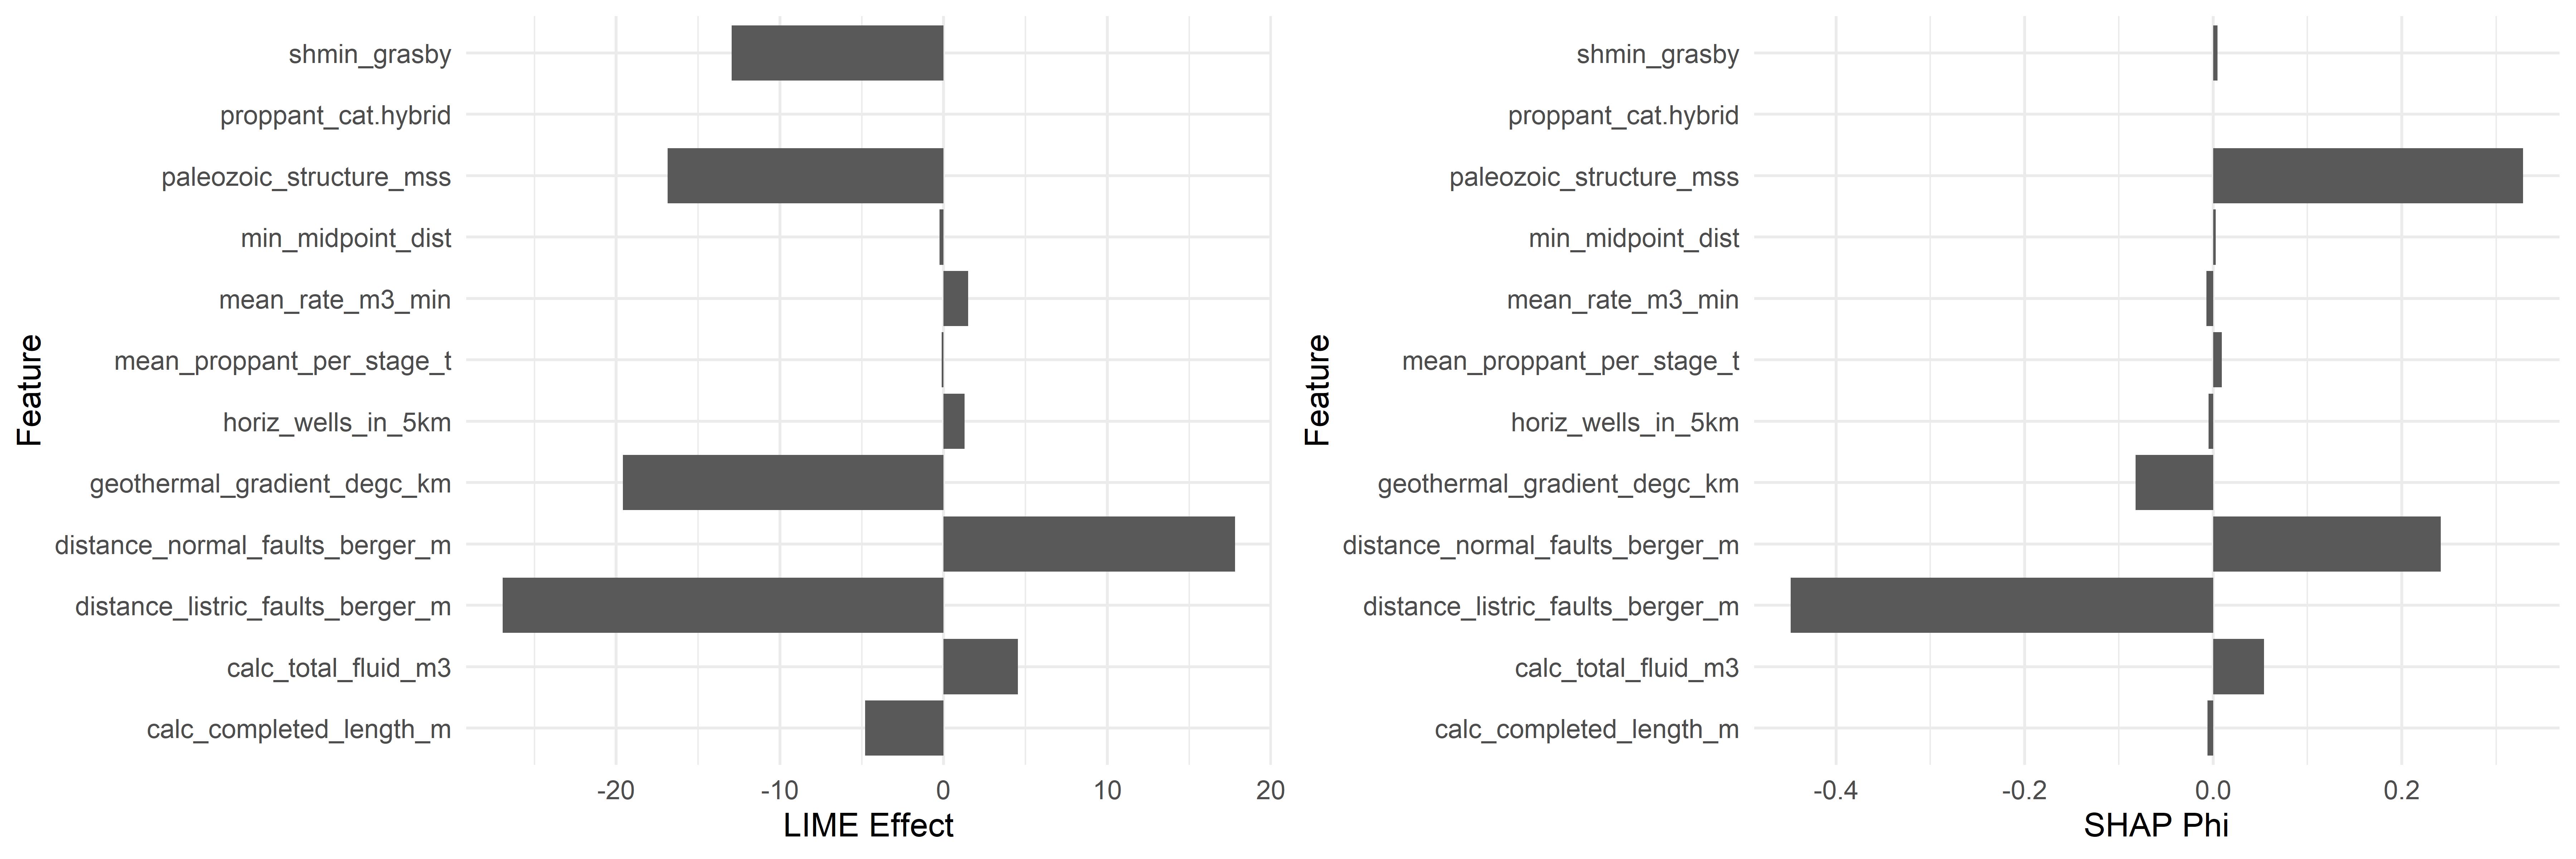 Feature
shmin_grasby
proppant_cat.hybrid
paleozoic_structure_mss
min_midpoint_dist
mean_rate_m3_min
mean_proppant_per_stage_t
horiz_wells_in_5km
geothermal_gradient_degc_km
distance_normal_faults_berger_m
distance_listric_faults_berger_m
calc_total_fluid_m3
calc_completed_length_m
-20 -10 0 10 20
LIME Effect
Feature
shmin_grasby
proppant_cat.hybrid
paleozoic_structure_mss
min_midpoint_dist
mean_rate_m3_min
mean_proppant_per_stage_t
horiz_wells_in_5km
geothermal_gradient_degc_km
distance_normal_faults_berger_m
distance_listric_faults_berger_m
calc_total_fluid_m3
calc_completed_length_m
-0.4 -0.2 0.0 0.2
SHAP Phi